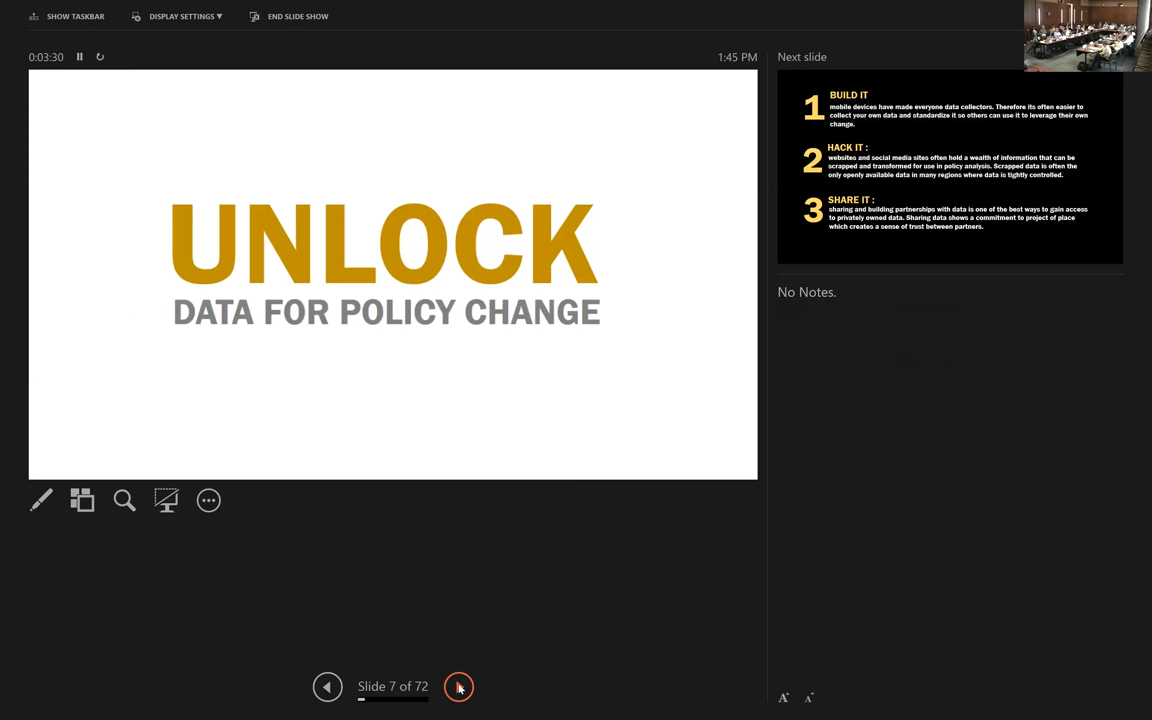 SHOW TASKBAR
DISPLAY SETTINGS ▼
END SLIDE SHOW
0:03:30
1:45 PM
UNLOCK
DATA FOR POLICY CHANGE
Next slide
1
BUILD IT
mobile devices have made everyone data collectors. Therefore its often easier to
collect your own data and standardize it so others can use it to leverage their own
change.
2
HACK IT :
websites and social media sites often hold a wealth of information that can be
scrapped and transformed for use in policy analysis. Scrapped data is often the
only openly available data in many regions where data is tightly controlled.
3
SHARE IT :
sharing and building partnerships with data is one of the best ways to gain access
to privately owned data. Sharing data shows a commitment to project of place
which creates a sense of trust between partners.
No Notes.
Slide 7 of 72
A A